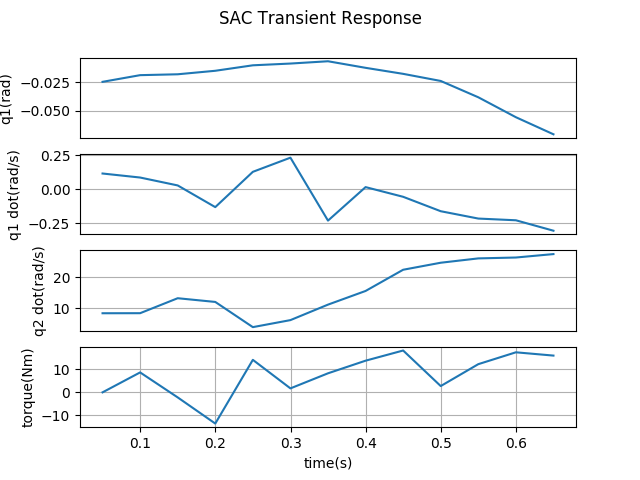 SAC Transient Response
q1(rad)
−0.025
−0.050
q1 dot(rad/s)
0.25
0.00
−0.25
q2 dot(rad/s)
20
10
torque(Nm)
10
0
−10
0.1 0.2 0.3 0.4 0.5 0.6
time(s)